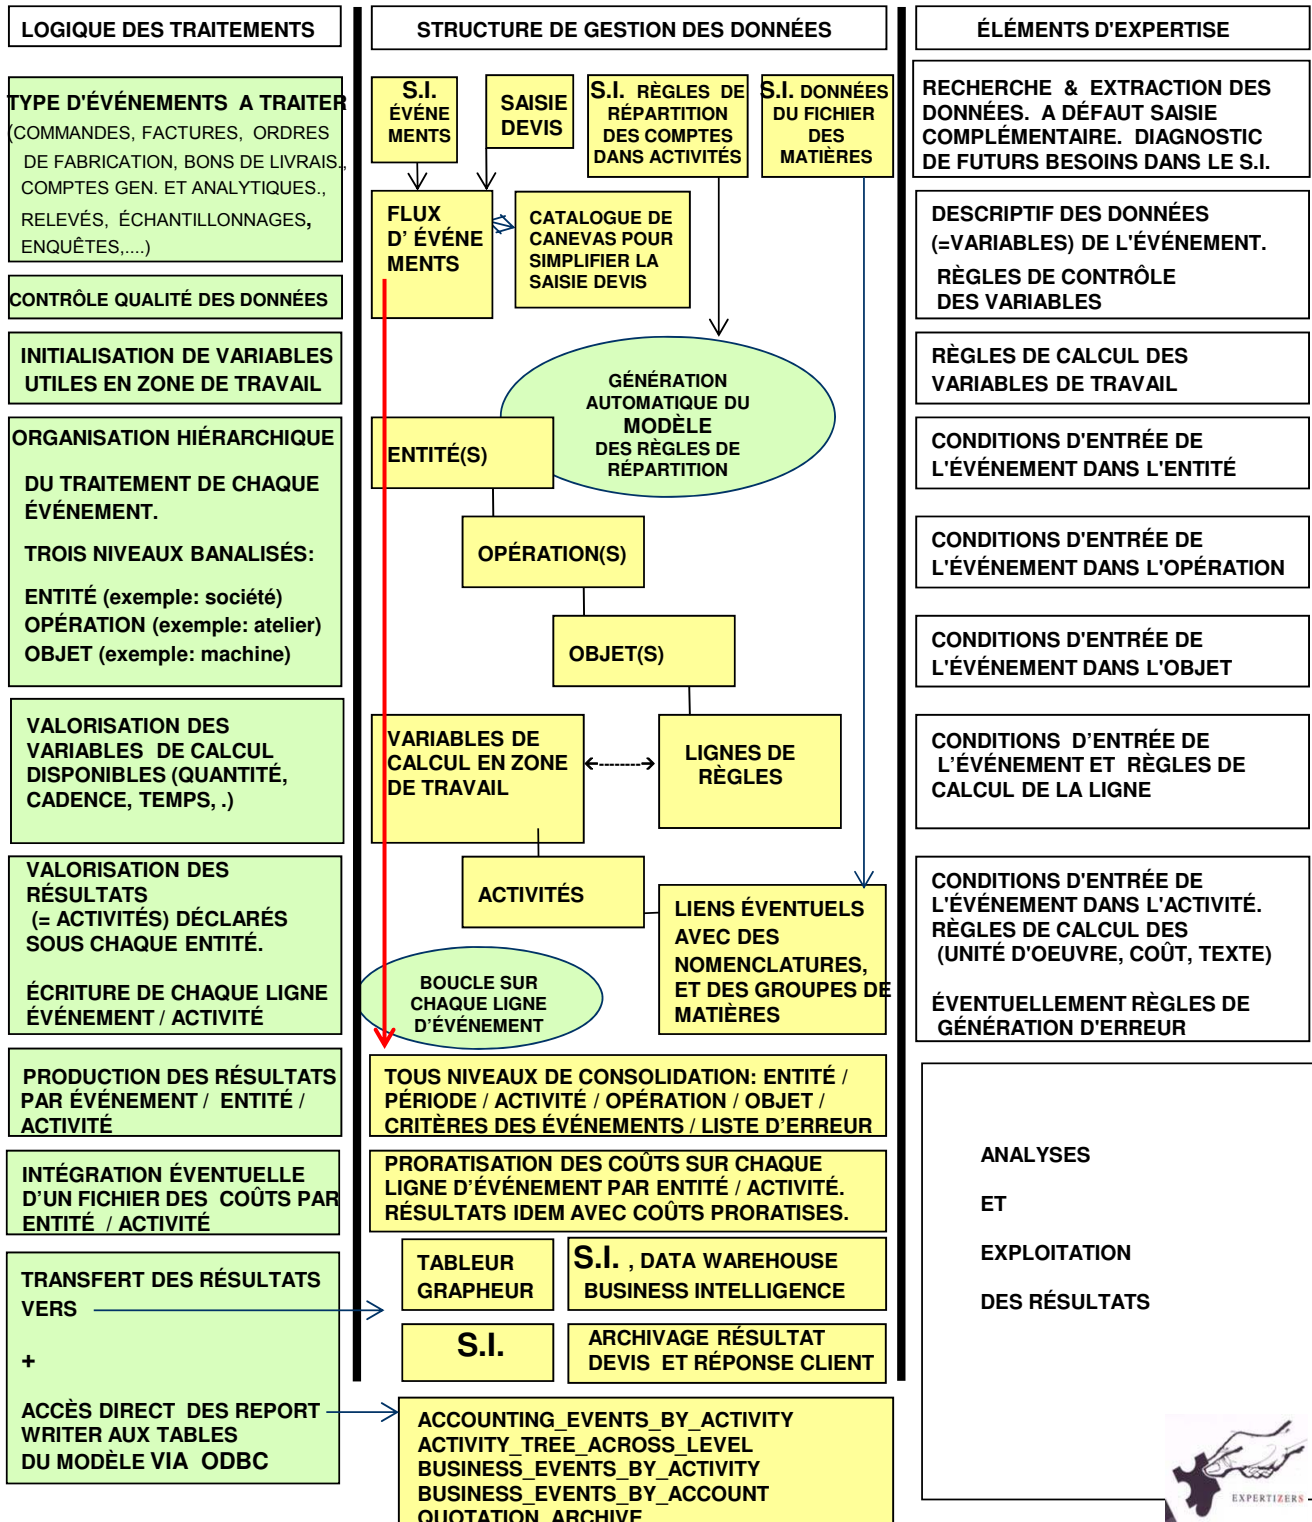 LOGIQUE DES TRAITEMENTS
TYPE D'ÉVÉNEMENTS A TRAITER
(COMMANDES, FACTURES, ORDRES
DE FABRICATION, BONS DE LIVRAIS.,
COMPTES GEN. ET ANALYTIQUES.,
RELEVÉS, ÉCHANTILLONNAGES,
ENQUÊTES,....)
CONTRÔLE QUALITÉ DES DONNÉES
INITIALISATION DE VARIABLES
UTILES EN ZONE DE TRAVAIL
ORGANISATION HIÉRARCHIQUE
DU TRAITEMENT DE CHAQUE
ÉVÉNEMENT.
TROIS NIVEAUX BANALISÉS:
ENTITÉ (exemple: société)
OPÉRATION (exemple: atelier)
OBJET (exemple: machine)
VALORISATION DES
VARIABLES DE CALCUL
DISPONIBLES (QUANTITÉ,
CADENCE, TEMPS, .)
VALORISATION DES
RÉSULTATS
(= ACTIVITÉS) DÉCLARÉS
SOUS CHAQUE ENTITÉ.
ÉCRITURE DE CHAQUE LIGNE
ÉVÉNEMENT / ACTIVITÉ
PRODUCTION DES RÉSULTATS
PAR ÉVÉNEMENT / ENTITÉ /
ACTIVITÉ
INTÉGRATION ÉVENTUELLE
D'UN FICHIER DES COÛTS PAR
ENTITÉ / ACTIVITÉ
TRANSFERT DES RÉSULTATS
VERS
+
ACCÈS DIRECT DES REPORT
WRITER AUX TABLES
DU MODÈLE VIA ODBC
STRUCTURE DE GESTION DES DONNÉES
S.I.
ÉVÉNE
MENTS
SAISIE
DEVIS
S.I. RÈGLES DE
RÉPARTITION
DES COMPTES
DANS ACTIVITÉS
S.I. DONNÉES
DU FICHIER
DES
MATIÈRES
FLUX
D' ÉVÉNE
MENTS
CATALOGUE DE
CANEVAS POUR
SIMPLIFIER LA
SAISIE DEVIS
GÉNÉRATION
AUTOMATIQUE DU
MODÈLE
DES RÈGLES DE
RÉPARTITION
ENTITÉ(S)
OPÉRATION(S)
OBJET(S)
VARIABLES DE
CALCUL EN ZONE
DE TRAVAIL
LIGNES DE
RÈGLES
ACTIVITÉS
LIENS ÉVENTUELS
AVEC DES
NOMENCLATURES,
ET DES GROUPES DE
MATIÈRES
BOUCLE SUR
CHAQUE LIGNE
D'ÉVÉNEMENT
TOUS NIVEAUX DE CONSOLIDATION: ENTITÉ /
PÉRIODE / ACTIVITÉ / OPÉRATION / OBJET /
CRITÈRES DES ÉVÉNEMENTS / LISTE D'ERREUR
PRORATISATION DES COÛTS SUR CHAQUE
LIGNE D'ÉVÉNEMENT PAR ENTITÉ / ACTIVITÉ.
RÉSULTATS IDEM AVEC COÛTS PRORATISES.
TABLEUR
GRAPHEUR
S.I. , DATA WAREHOUSE
BUSINESS INTELLIGENCE
S.I.
ARCHIVAGE RÉSULTAT
DEVIS ET RÉPONSE CLIENT
ACCOUNTING_EVENTS_BY_ACTIVITY
ACTIVITY_TREE_ACROSS_LEVEL
BUSINESS_EVENTS_BY_ACTIVITY
BUSINESS_EVENTS_BY_ACCOUNT
QUOTATION_ARCHIVE
ÉLÉMENTS D'EXPERTISE
RECHERCHE & EXTRACTION DES
DONNÉES. A DÉFAUT SAISIE
COMPLÉMENTAIRE. DIAGNOSTIC
DE FUTURS BESOINS DANS LE S.I.
DESCRIPTIF DES DONNÉES
(=VARIABLES) DE L'ÉVÉNEMENT.
RÈGLES DE CONTRÔLE
DES VARIABLES
RÈGLES DE CALCUL DES
VARIABLES DE TRAVAIL
CONDITIONS D'ENTRÉE DE
L'ÉVÉNEMENT DANS L'ENTITÉ
CONDITIONS D'ENTRÉE DE
L'ÉVÉNEMENT DANS L'OPÉRATION
CONDITIONS D'ENTRÉE DE
L'ÉVÉNEMENT DANS L'OBJET
CONDITIONS D'ENTRÉE DE
L'ÉVÉNEMENT ET RÈGLES DE
CALCUL DE LA LIGNE
CONDITIONS D'ENTRÉE DE
L'ÉVÉNEMENT DANS L'ACTIVITÉ.
RÈGLES DE CALCUL DES
(UNITÉ D'OEUVRE, COÛT, TEXTE)
ÉVENTUELLEMENT RÈGLES DE
GÉNÉRATION D'ERREUR
ANALYSES
ET
EXPLOITATION
DES RÉSULTATS
EXPERTIZERS